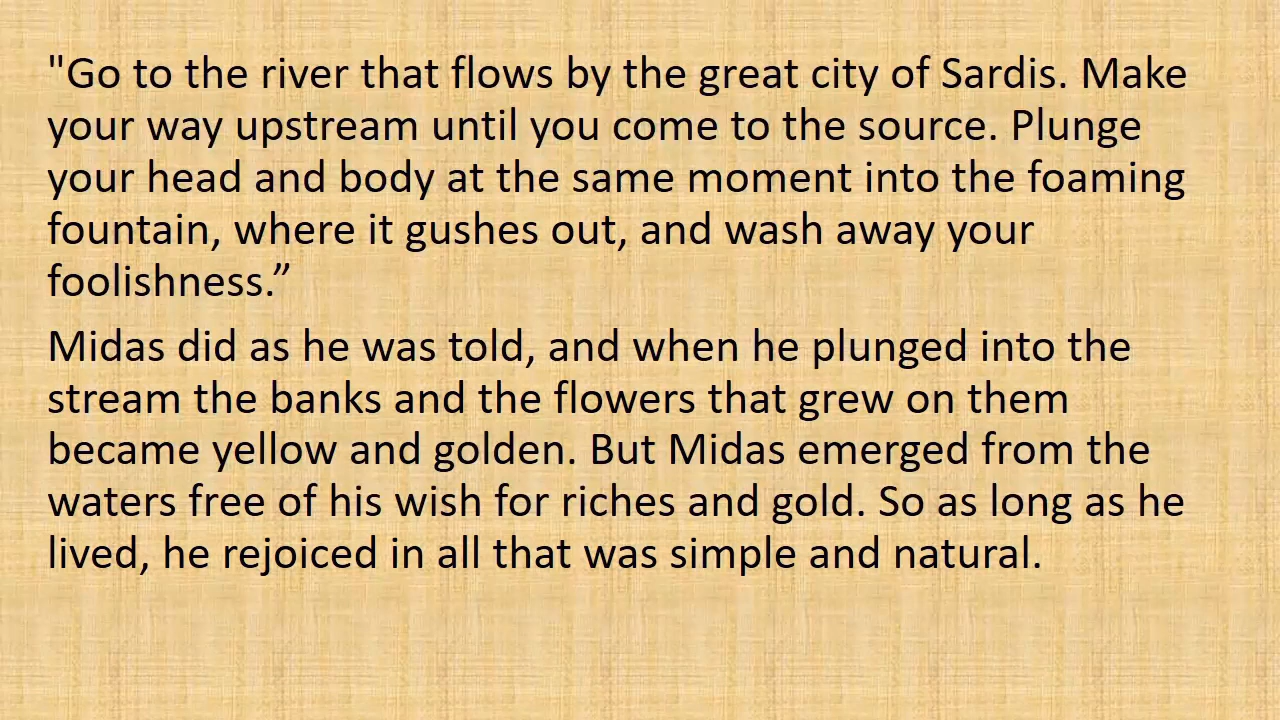 "Go to the river that flows by the great city of Sardis. Make
your way upstream until you come to the source. Plunge
your head and body at the same moment into the foaming
fountain, where it gushes out, and wash away your
foolishness.”
Midas did as he was told, and when he plunged into the
stream the banks and the flowers that grew on them
became yellow and golden. But Midas emerged from the
waters free of his wish for riches and gold. So as long as he
lived, he rejoiced in all that was simple and natural.